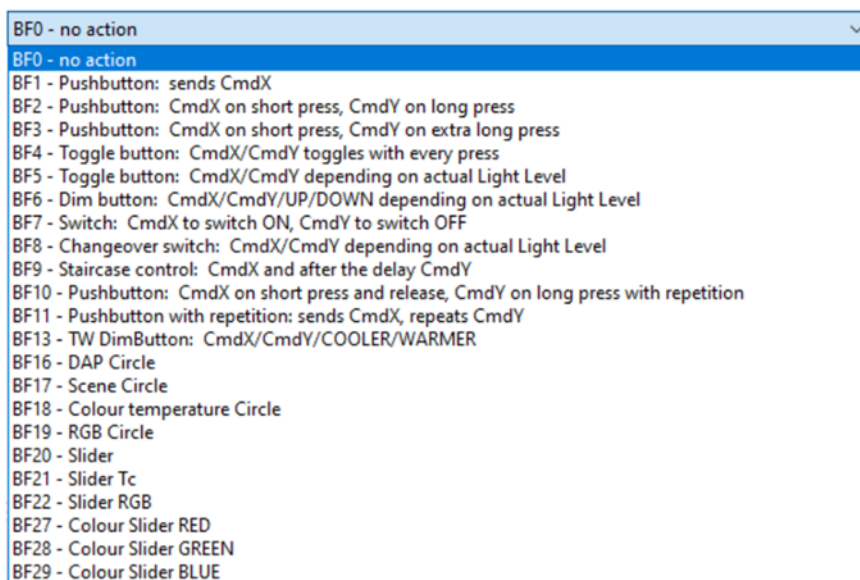 BF0 - no action
BF0 - no action
BF1 - Pushbutton:  sends CmdX
BF2 - Pushbutton:  CmdX on short press, CmdY on long press
BF3 - Pushbutton:  CmdX on short press, CmdY on extra long press
BF4 - Toggle button:  CmdX/CmdY toggles with every press
BF5 - Toggle button:  CmdX/CmdY depending on actual Light Level
BF6 - Dim button:  CmdX/CmdY/UP/DOWN depending on actual Light Level
BF7 - Switch:  CmdX to switch ON, CmdY to switch OFF
BF8 - Changeover switch:  CmdX/CmdY depending on actual Light Level
BF9 - Staircase control:  CmdX and after the delay CmdY
BF10 - Pushbutton:  CmdX on short press and release, CmdY on long press with repetition
BF11 - Pushbutton with repetition: sends CmdX, repeats CmdY
BF13 - TW DimButton:  CmdX/CmdY/COOLER/WARMER
BF16 - DAP Circle
BF17 - Scene Circle
BF18 - Colour temperature Circle
BF19 - RGB Circle
BF20 - Slider
BF21 - Slider Tc
BF22 - Slider RGB
BF27 - Colour Slider RED
BF28 - Colour Slider GREEN
BF29 - Colour Slider BLUE